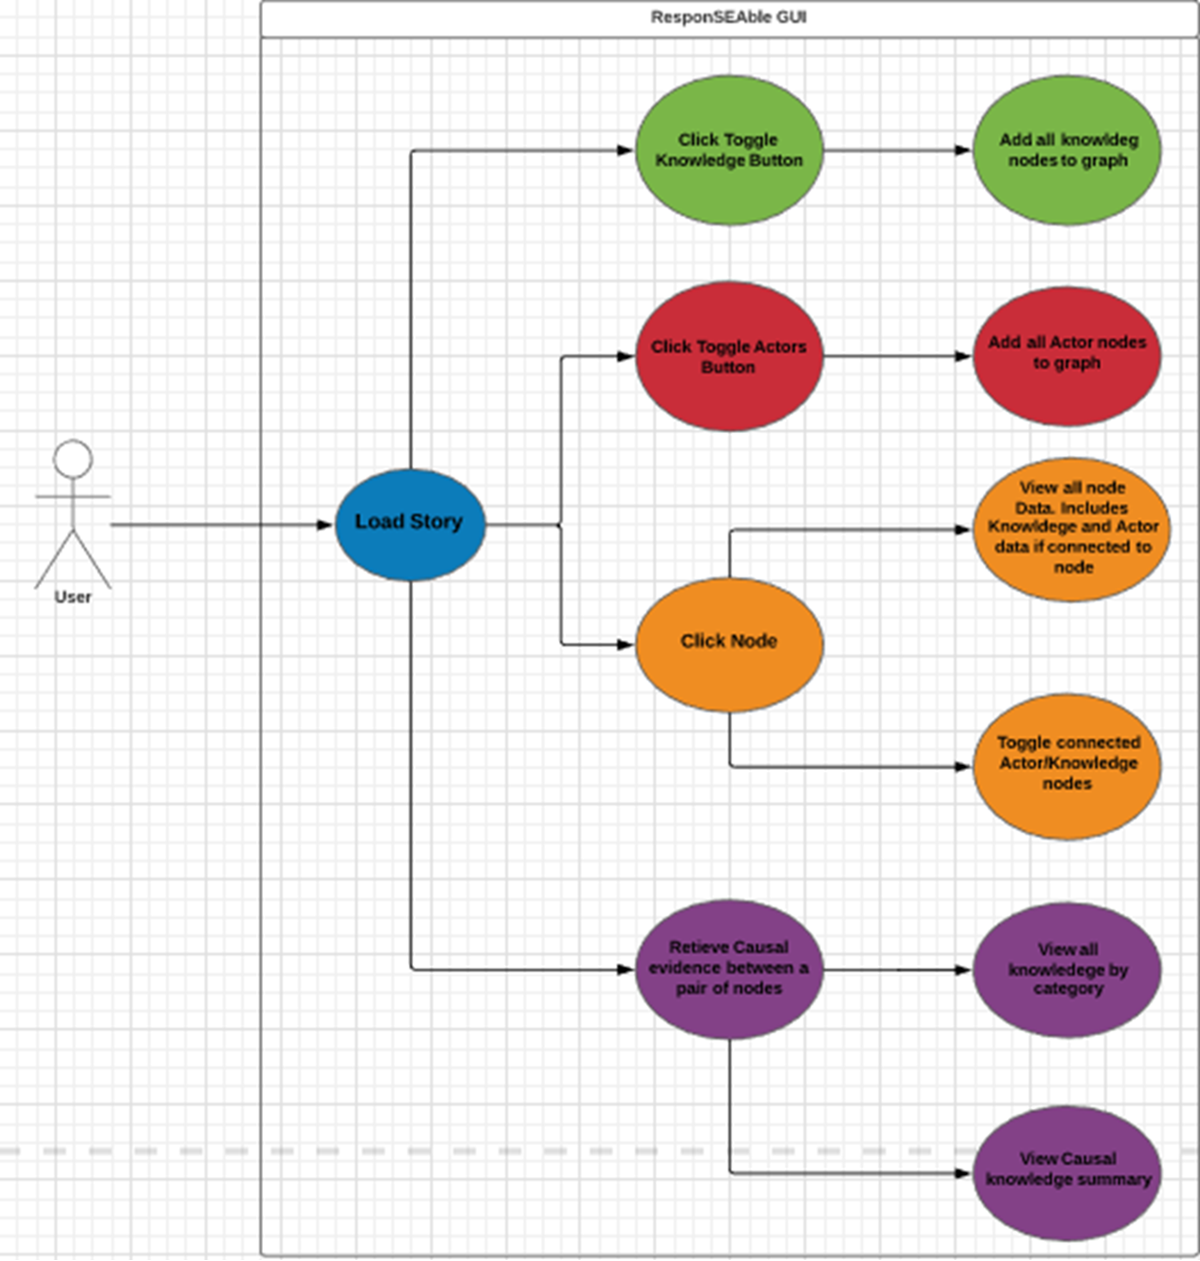 ResponSEAble GUI
Click Toggle
Knowledge Button
Add all knowldeg
nodes to graph
Click Toggle Actors
Button
Add all Actor nodes
to graph
User
Load Story
View all node
Data. Includes
Knowldege and Actor
data if connected to
node
Click Node
Toggle connected
Actor/Knowledge
nodes
Retieve Causal
evidence between a
pair of nodes
View all
knowledege by
category
View Causal
knowledge summary